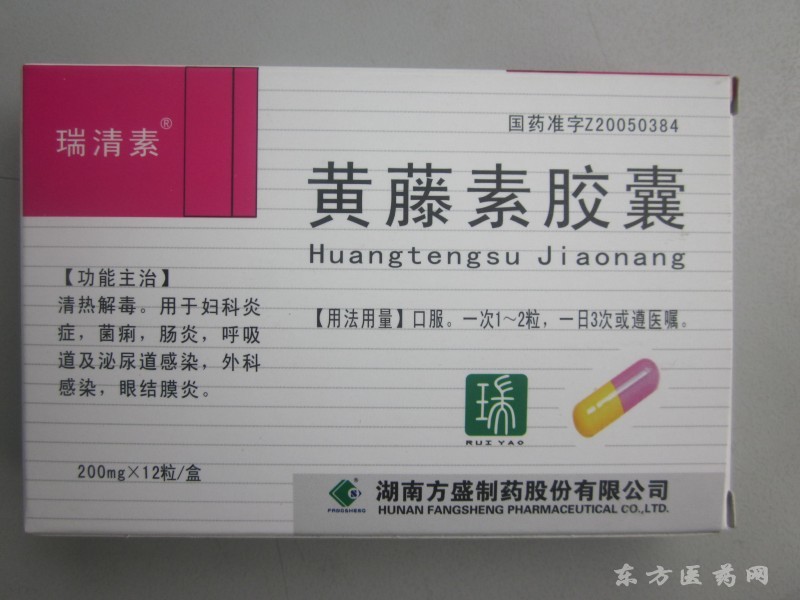 瑞清素®
国药准字Z20050384
黄藤素胶囊
Huangtengsu Jiaonang
【功能主治】
清热解毒。用于妇科炎
症，菌痢，肠炎，呼吸
道及泌尿道感染，外科
感染，眼结膜炎。
【用法用量】口服。一次1～2粒，一日3次或遵医嘱。
RUI YAO
200mg×12粒/盒
FANGSHENG
湖南方盛制药股份有限公司
HUNAN FANGSHENG PHARMACEUTICAL CO.,LTD.
东方医药网